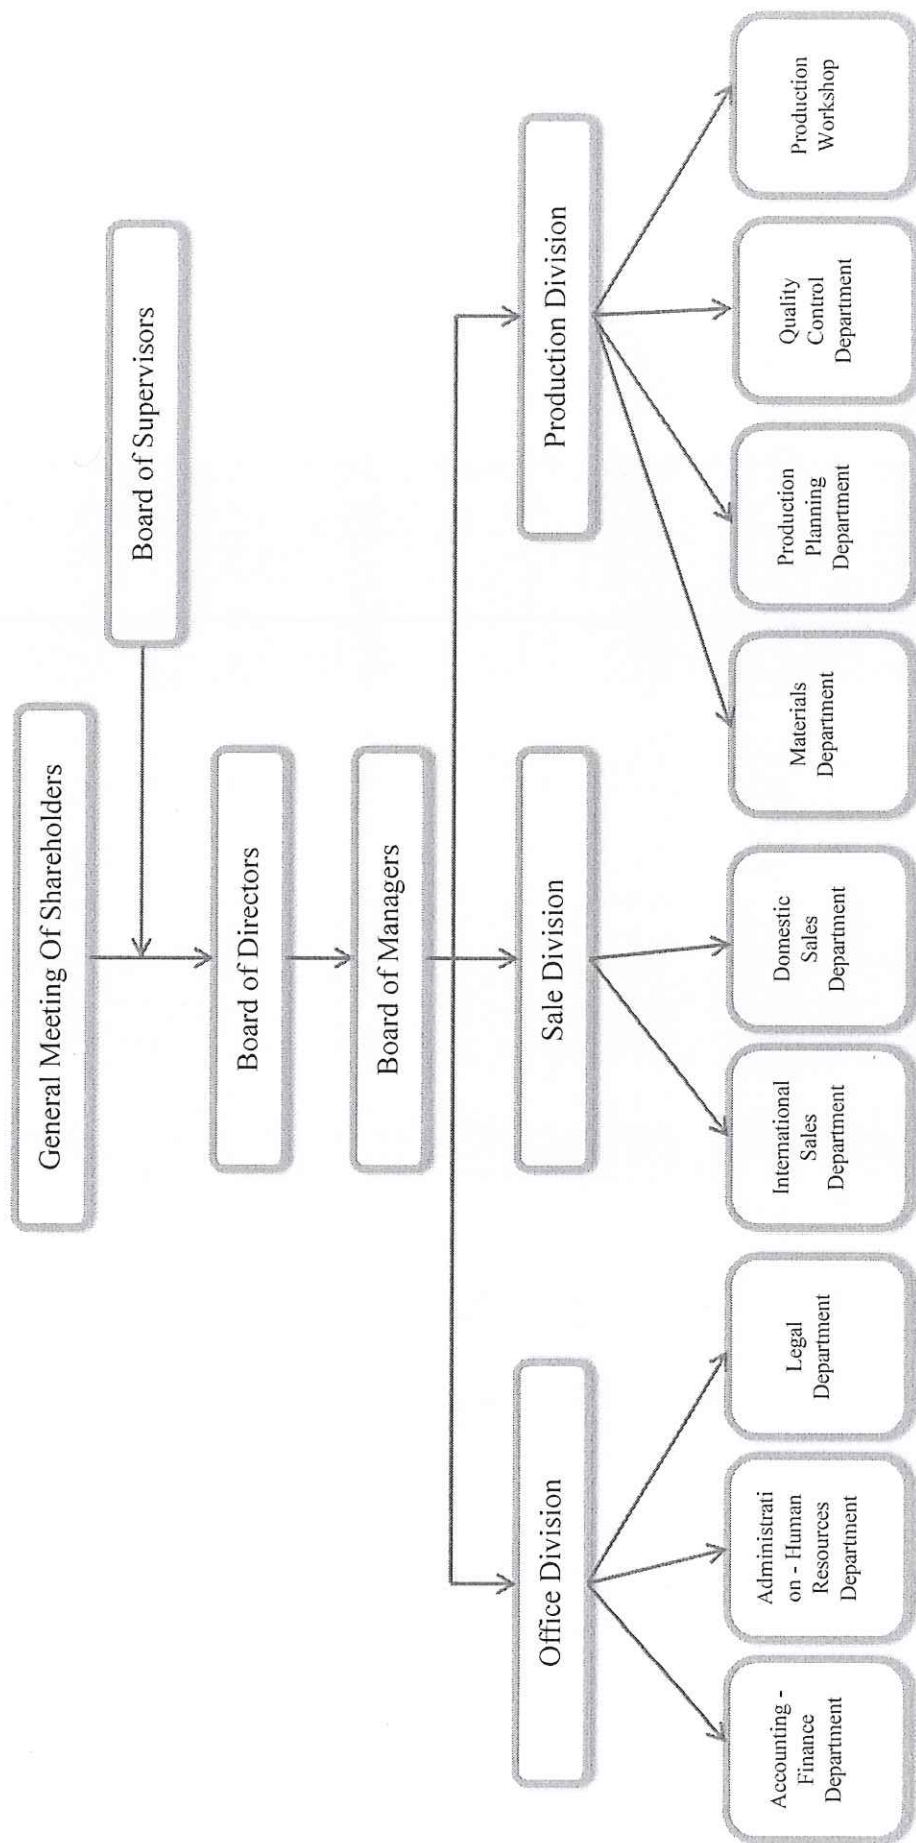 General Meeting Of Shareholders
Board of Supervisors
Board of Directors
Board of Managers
Office Division
Sale Division
Production Division
Accounting -
Finance
Department
Administrati
on - Human
Resources
Department
Legal
Department
International
Sales
Department
Domestic
Sales
Department
Materials
Department
Production
Planning
Department
Quality
Control
Department
Production
Workshop